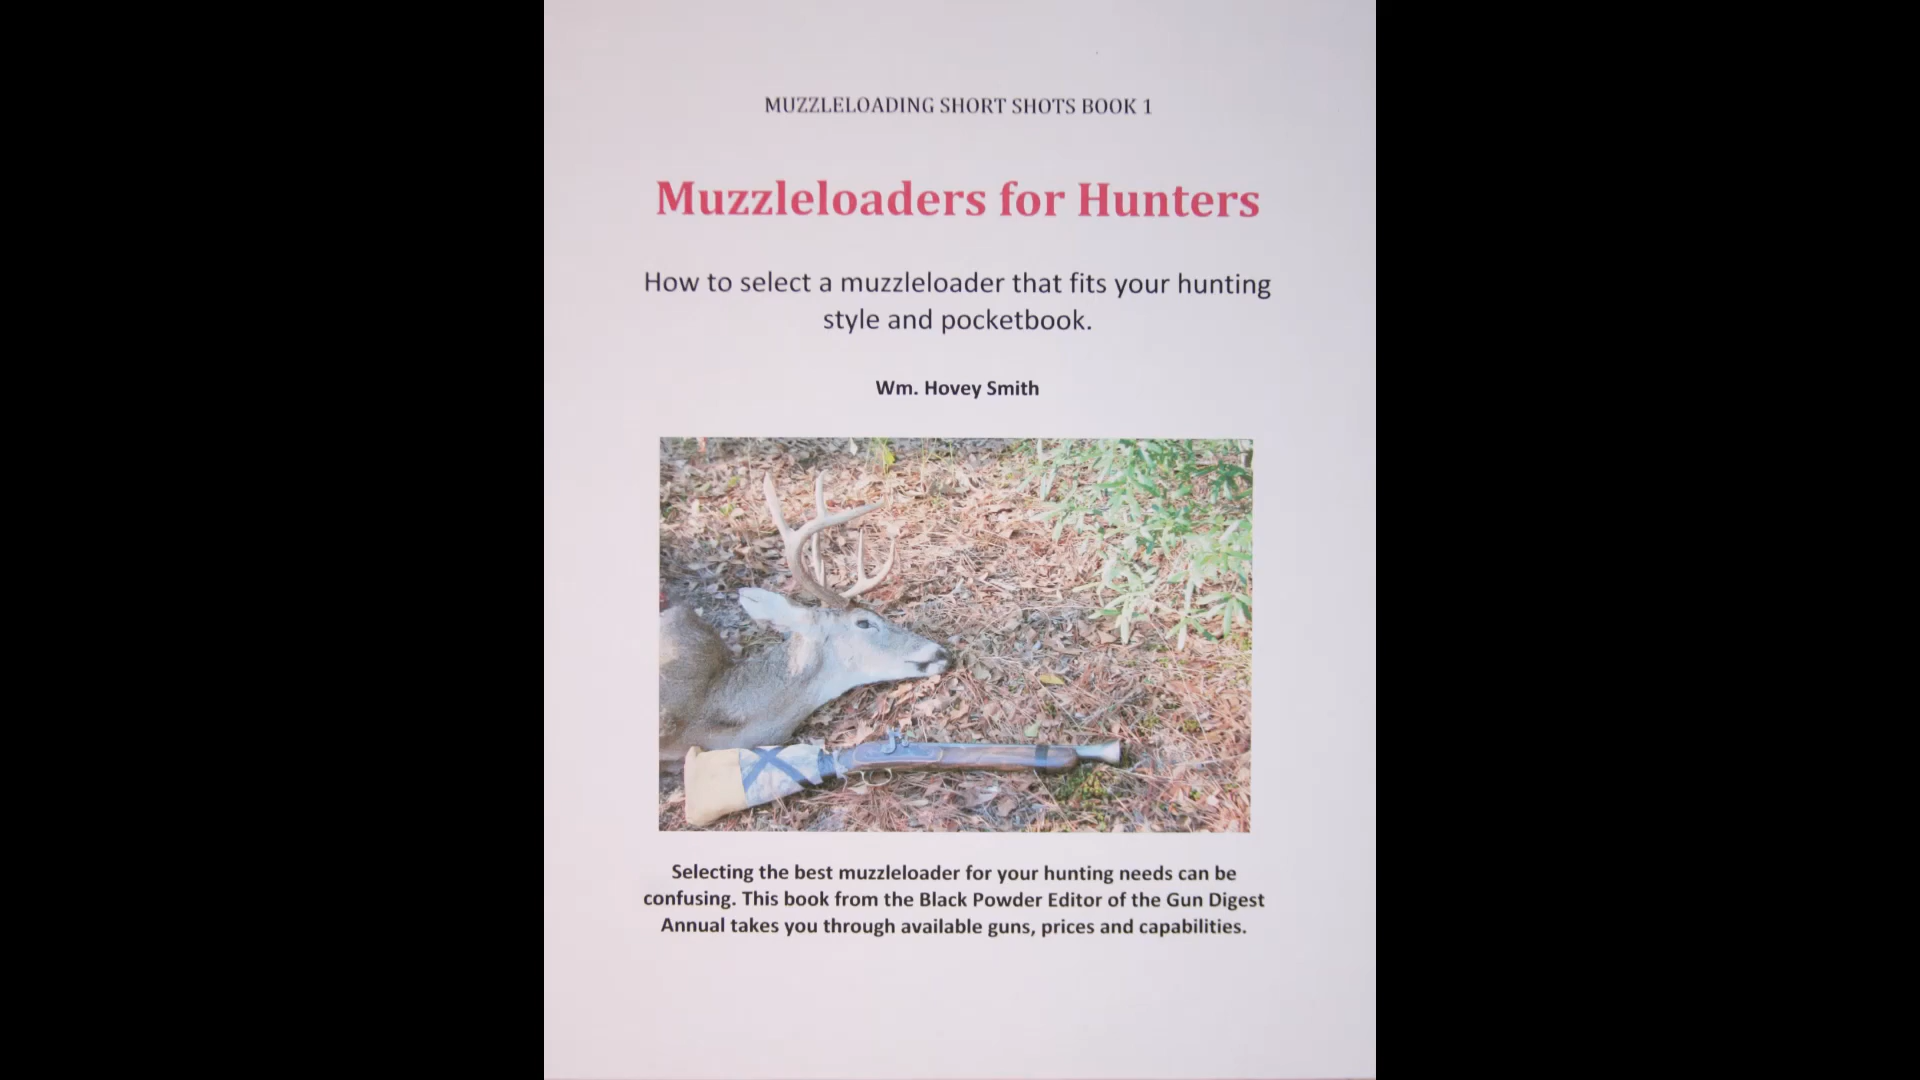 MUZZLELOADING SHORT SHOTS BOOK 1
Muzzleloaders for Hunters
How to select a muzzleloader that fits your hunting
style and pocketbook.
Wm. Hovey Smith
Selecting the best muzzleloader for your hunting needs can be
confusing. This book from the Black Powder Editor of the Gun Digest
Annual takes you through available guns, prices and capabilities.